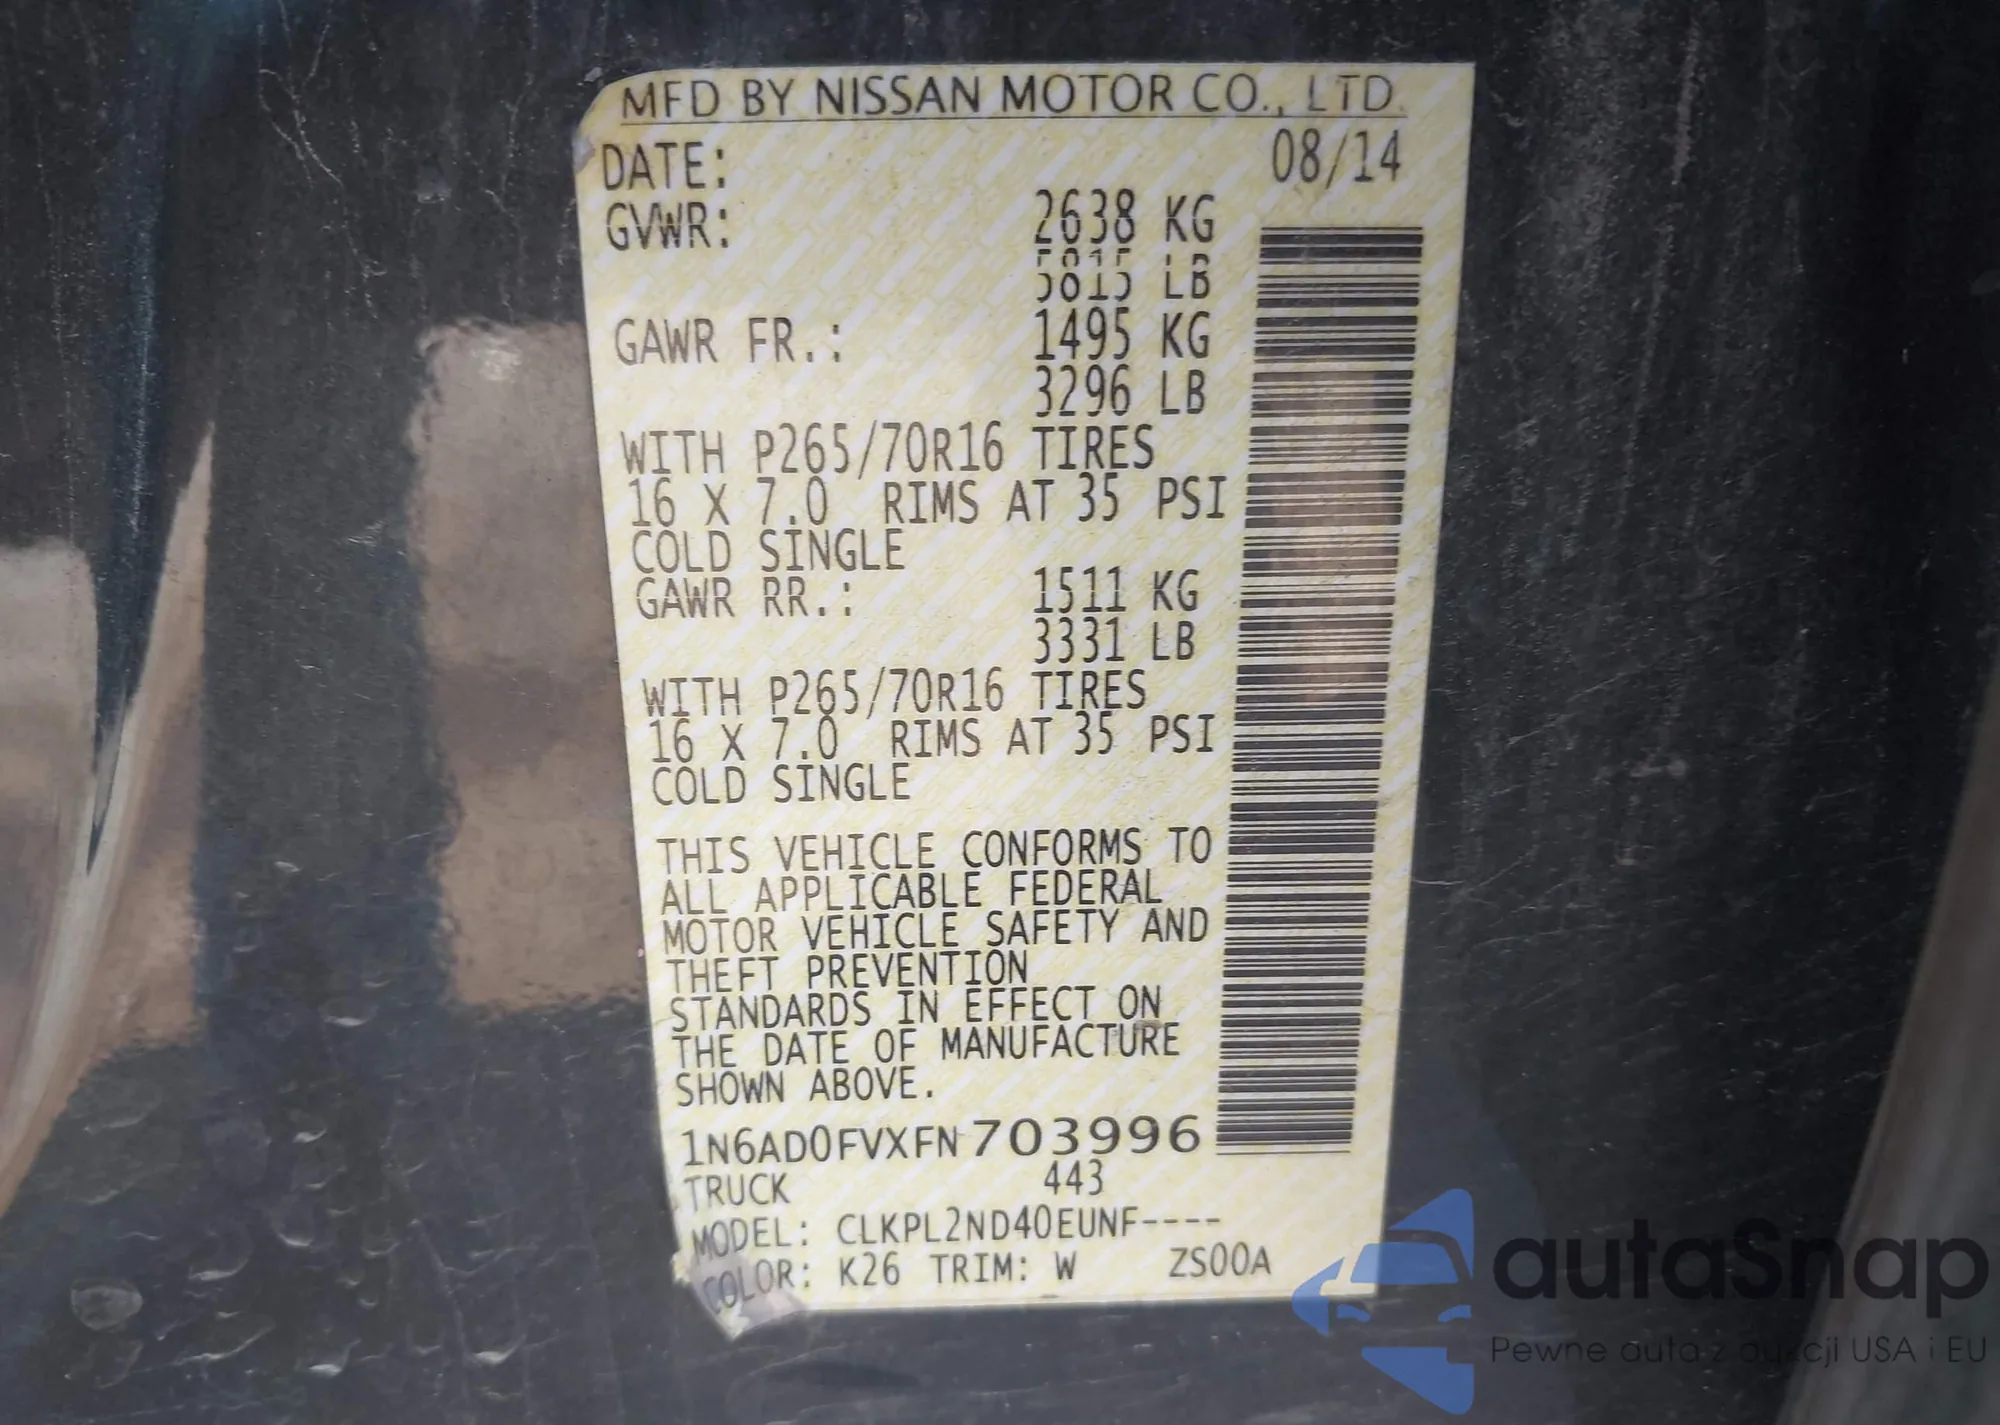 MFD BY NISSAN MOTOR CO., LTD.
DATE: 08/14
GVWR: 2638 KG
5815 LB
GAWR FR.: 1495 KG
3296 LB
WITH P265/70R16 TIRES
16 X 7.0 RIMS AT 35 PSI
COLD SINGLE
GAWR RR.: 1511 KG
3331 LB
WITH P265/70R16 TIRES
16 X 7.0 RIMS AT 35 PSI
COLD SINGLE
THIS VEHICLE CONFORMS TO
ALL APPLICABLE FEDERAL
MOTOR VEHICLE SAFETY AND
THEFT PREVENTION
STANDARDS IN EFFECT ON
THE DATE OF MANUFACTURE
SHOWN ABOVE.
1N6AD0FVXFN703996
TRUCK 443
MODEL: CLKPL2ND40EUNF----
COLOR: K26 TRIM: W ZS00A
autaSnap
Pewne auta z aukcji USA i EU